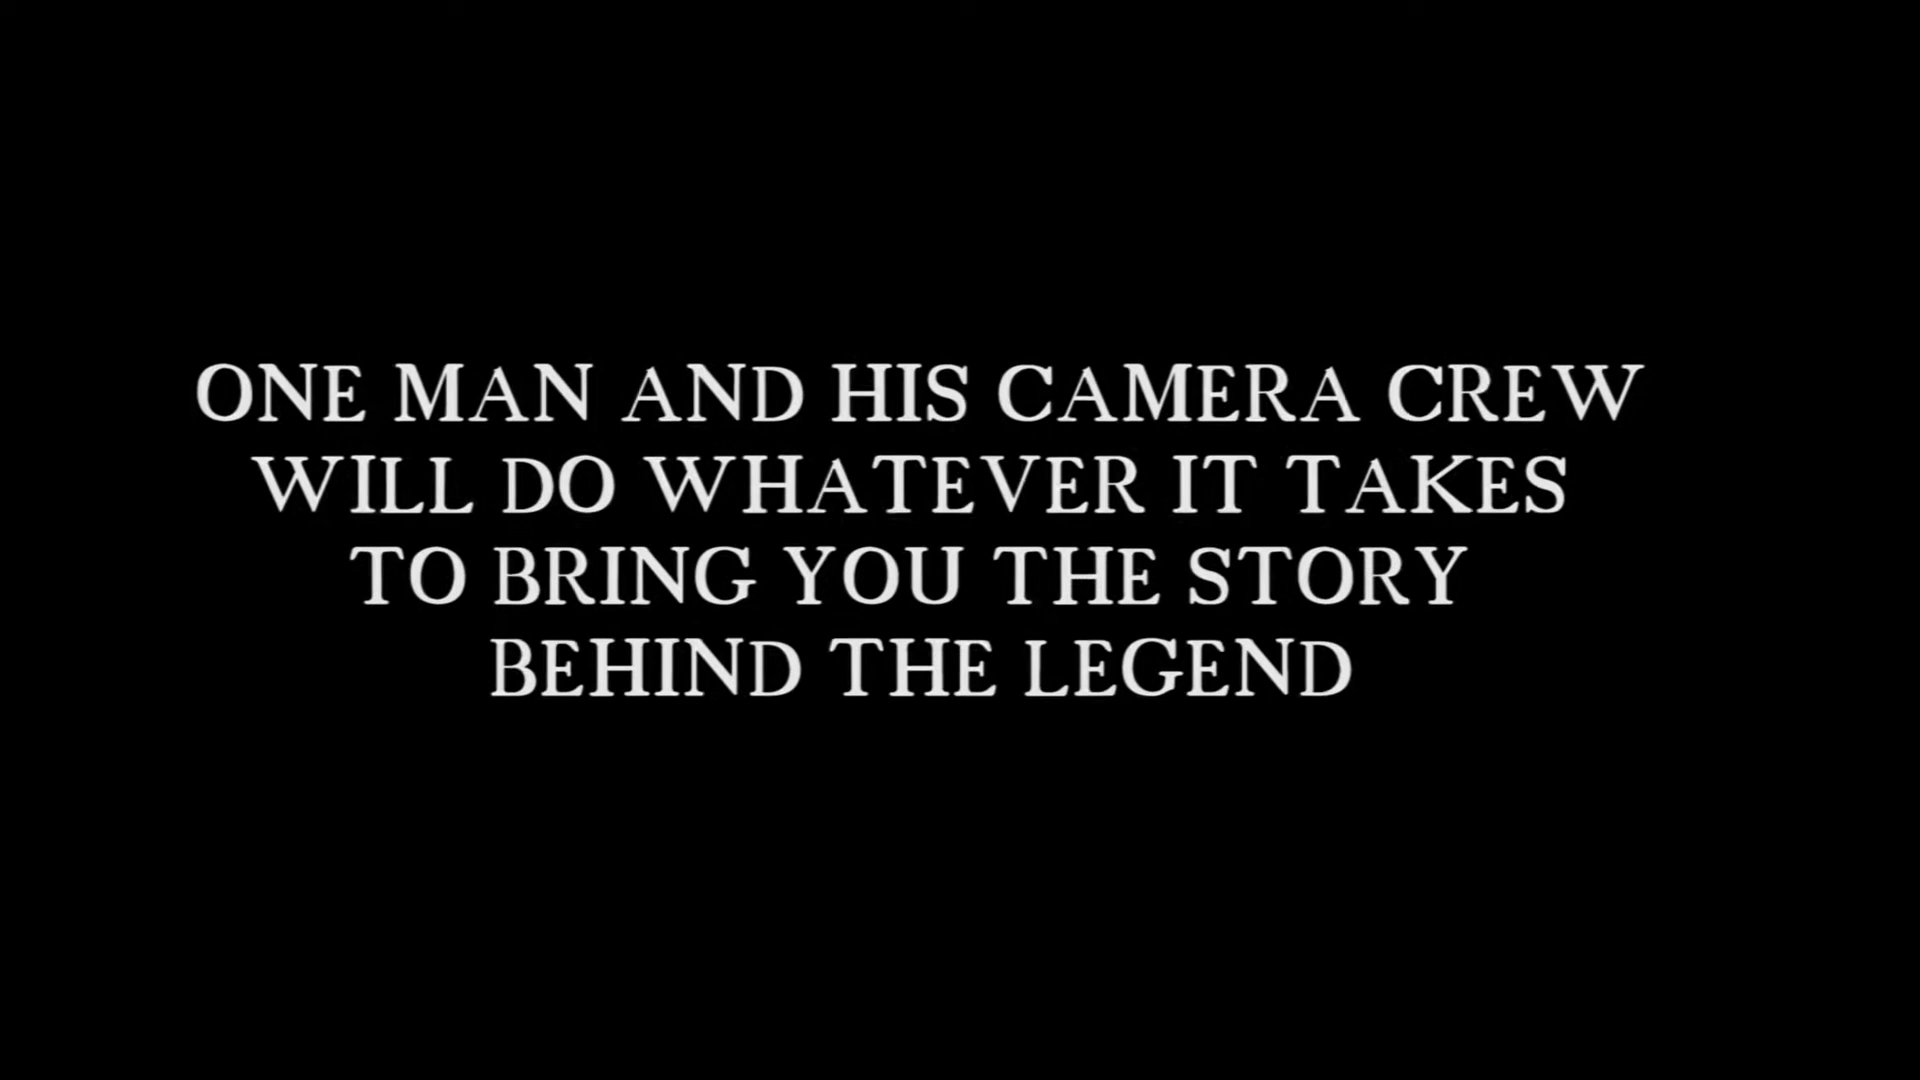 ONE MAN AND HIS CAMERA CREW
WILL DO WHATEVER IT TAKES
TO BRING YOU THE STORY
BEHIND THE LEGEND